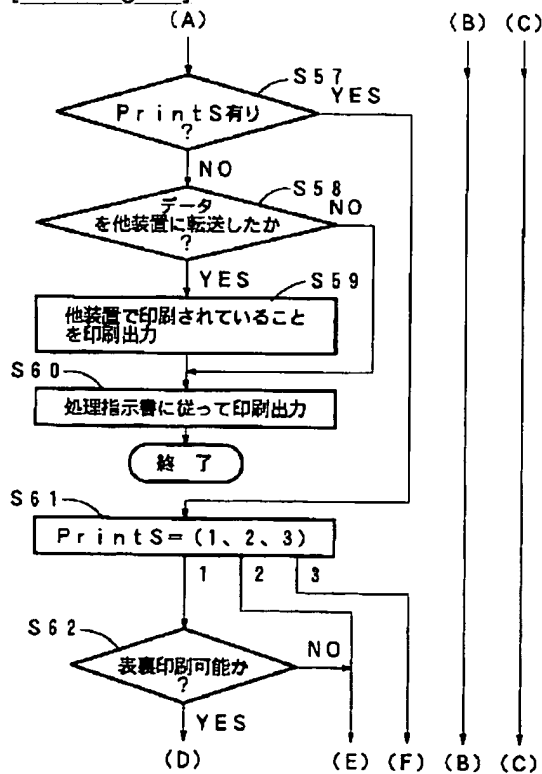 (A)
(B) (C)
S57
YES
PrintS有り
?
NO
S58
データ
を他装置に転送したか
?
NO
YES
S59
他装置で印刷されていること
を印刷出力
S60
処理指示書に従って印刷出力
終 了
S61
PrintS=(1、2、3)
1 2 3
S62
表裏印刷可能か
?
NO
YES
(D) (E) (F) (B) (C)